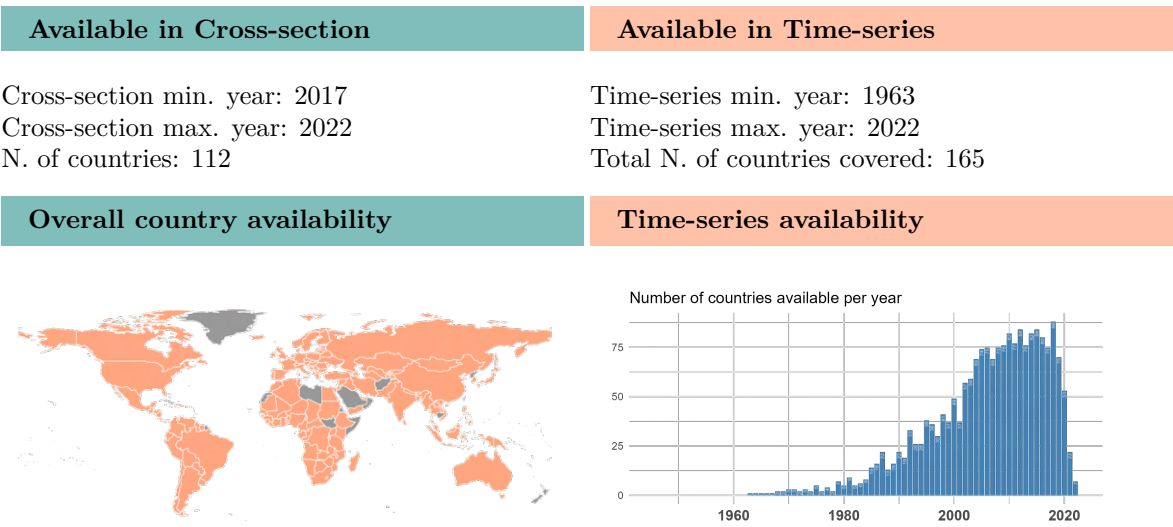 Available in Cross-section
Available in Time-series
Cross-section min. year: 2017
Cross-section max. year: 2022
N. of countries: 112
Time-series min. year: 1963
Time-series max. year: 2022
Total N. of countries covered: 165
Overall country availability
Time-series availability
Number of countries available per year
75
50
25
0
1960
1980
2000
2020